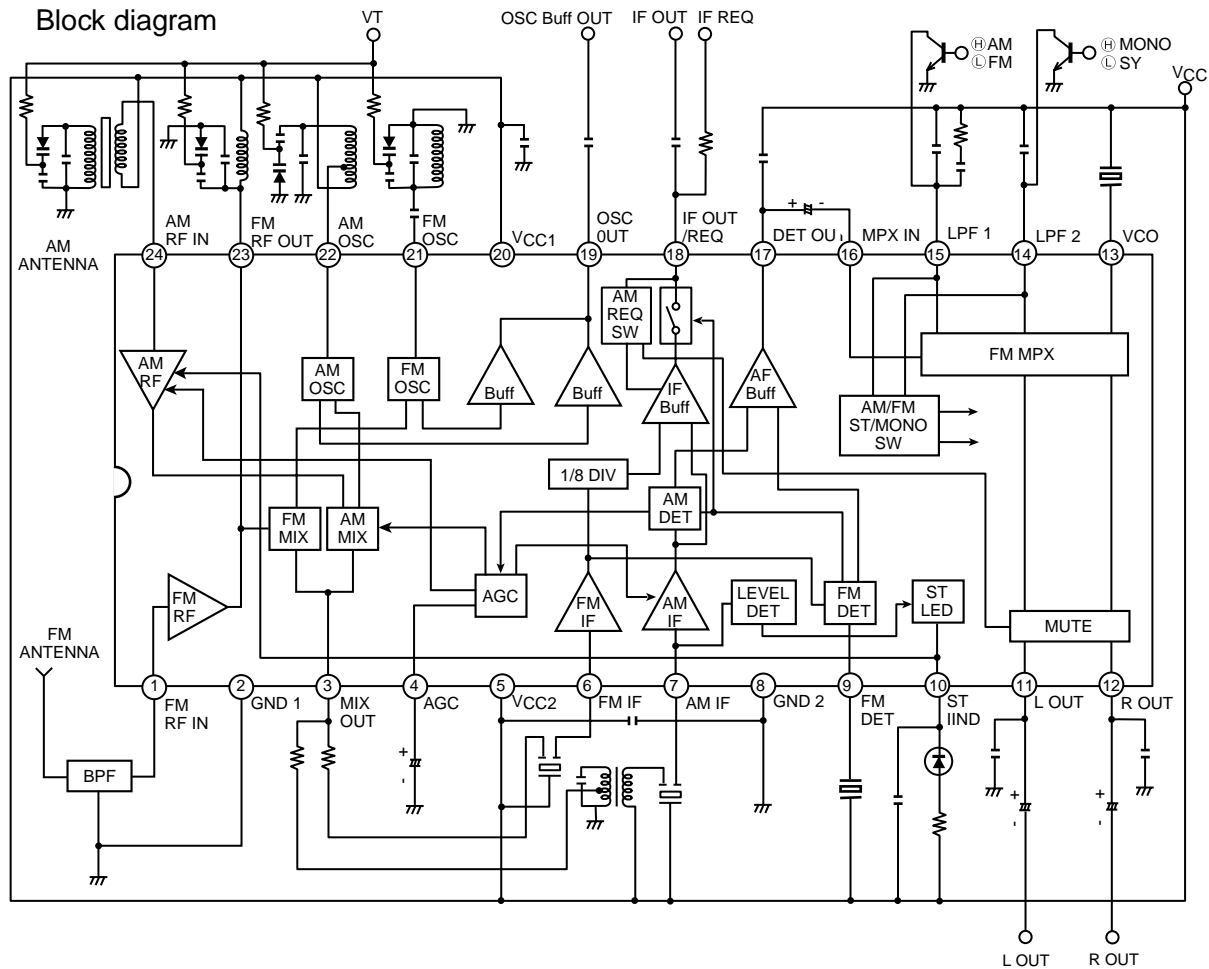 Block diagram
VT
OSC Buff OUT
IF OUT
IF REQ
Ⓗ AM
Ⓛ FM
Ⓗ MONO
Ⓛ SY
VCC
AM ANTENNA
AM RF IN
FM RF OUT
AM OSC
FM OSC
VCC1
OSC 0UT
IF OUT /REQ
DET OU
MPX IN
LPF 1
LPF 2
VCO
+ -
24
23
22
21
20
19
18
17
16
15
14
13
AM RF
AM OSC
FM OSC
Buff
Buff
AM REQ SW
IF Buff
AF Buff
FM MPX
AM/FM ST/MONO SW
1/8 DIV
FM MIX
AM MIX
AM DET
AGC
FM RF
FM IF
AM IF
LEVEL DET
FM DET
ST LED
MUTE
FM ANTENNA
1
2
3
4
5
6
7
8
9
10
11
12
FM RF IN
GND 1
MIX OUT
AGC
VCC2
FM IF
AM IF
GND 2
FM DET
ST IIND
L OUT
R OUT
BPF
+
-
+
-
+
-
L OUT
R OUT